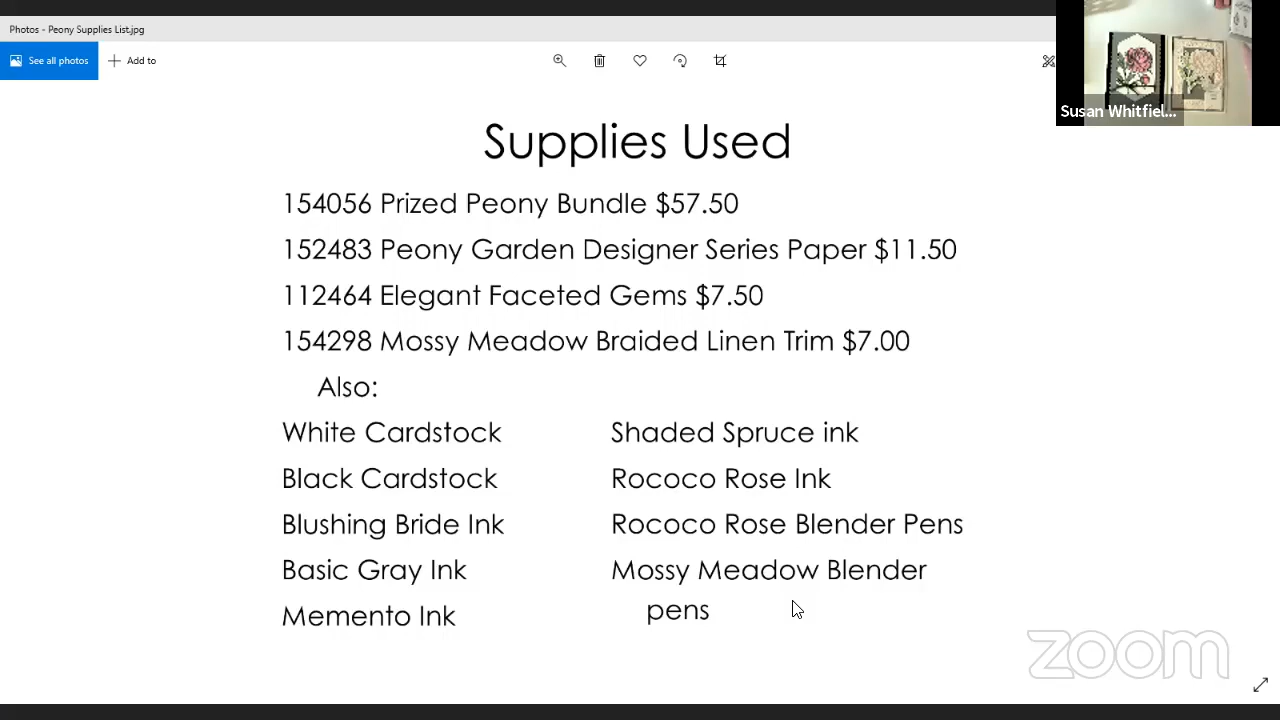 Photos - Peony Supplies List.jpg
See all photos
Add to
Susan Whitfiel...
Supplies Used
154056 Prized Peony Bundle $57.50
152483 Peony Garden Designer Series Paper $11.50
112464 Elegant Faceted Gems $7.50
154298 Mossy Meadow Braided Linen Trim $7.00
Also:
White Cardstock
Black Cardstock
Blushing Bride Ink
Basic Gray Ink
Memento Ink
Shaded Spruce ink
Rococo Rose Ink
Rococo Rose Blender Pens
Mossy Meadow Blender
pens
zoom